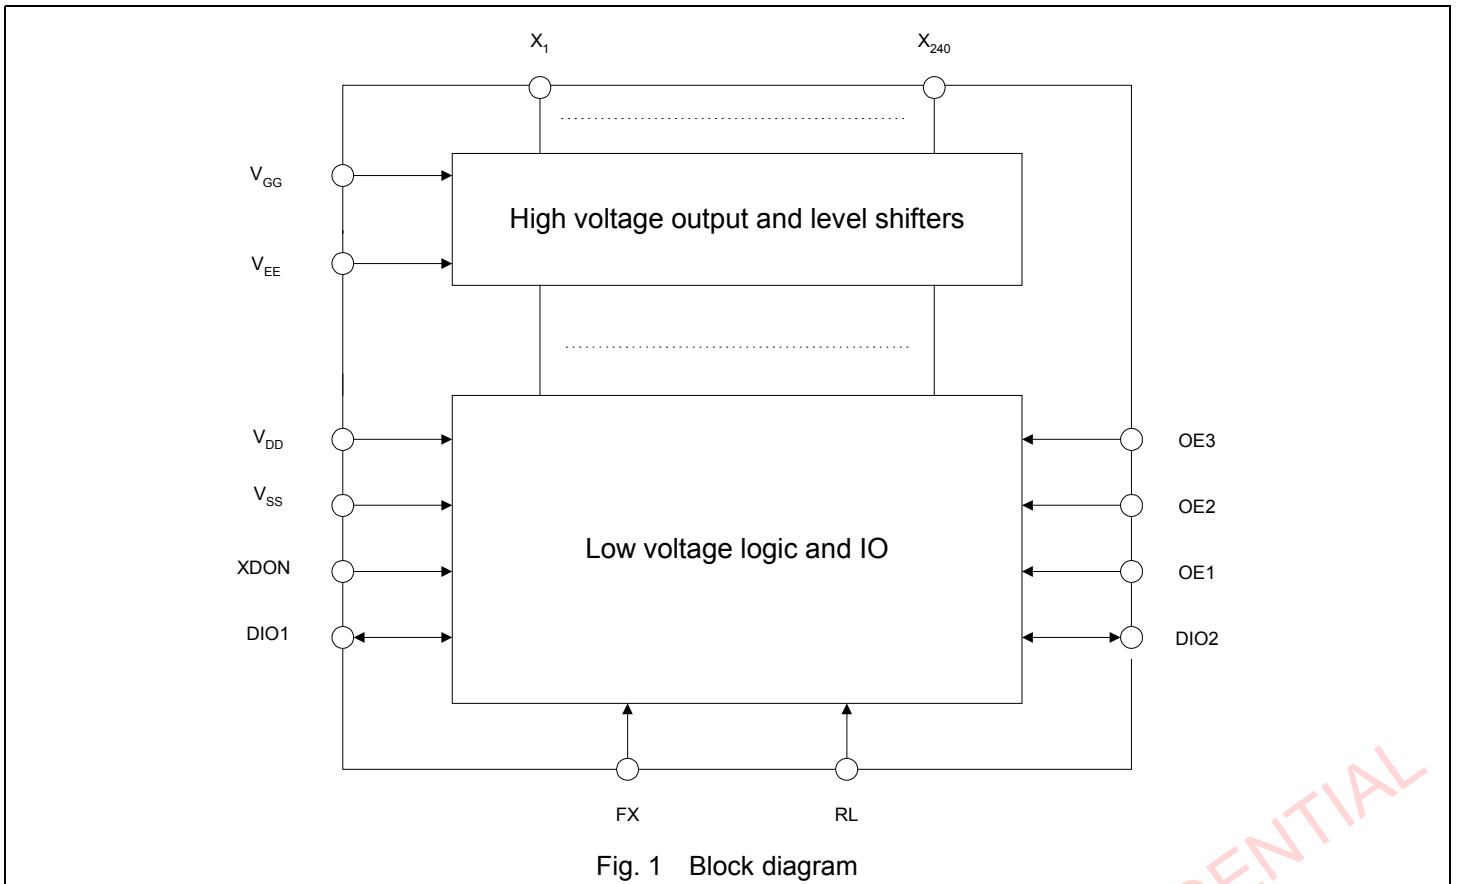 X1 X240
VGG
High voltage output and level shifters
VEE
VDD OE3
VSS OE2
Low voltage logic and IO
XDON OE1
DIO1 DIO2
FX RL
Fig. 1 Block diagram